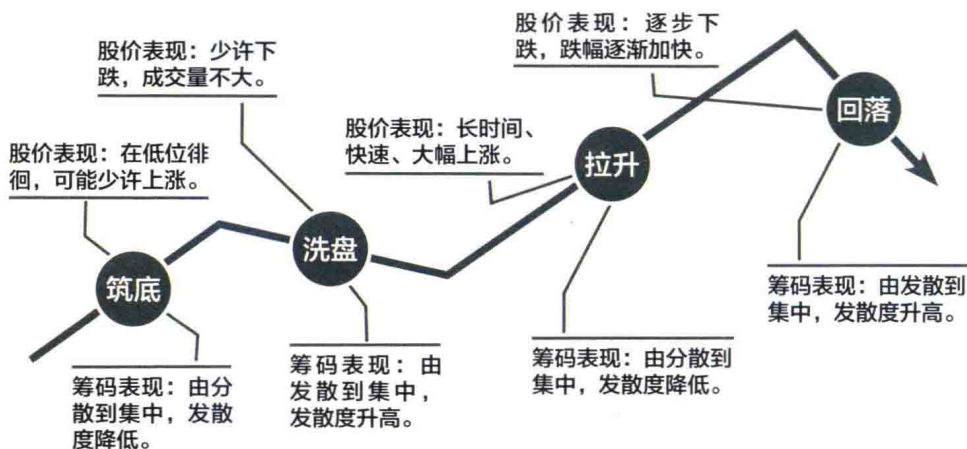 股价表现：少许下
跌，成交量不大。
股价表现：逐步下
跌，跌幅逐渐加快。
股价表现：在低位徘
徊，可能少许上涨。
股价表现：长时间、
快速、大幅上涨。
筑底
洗盘
拉升
回落
筹码表现：由分
散到集中，发散
度降低。
筹码表现：由
发散到集中，
发散度升高。
筹码表现：由分散到
集中，发散度降低。
筹码表现：由发散到
集中，发散度升高。